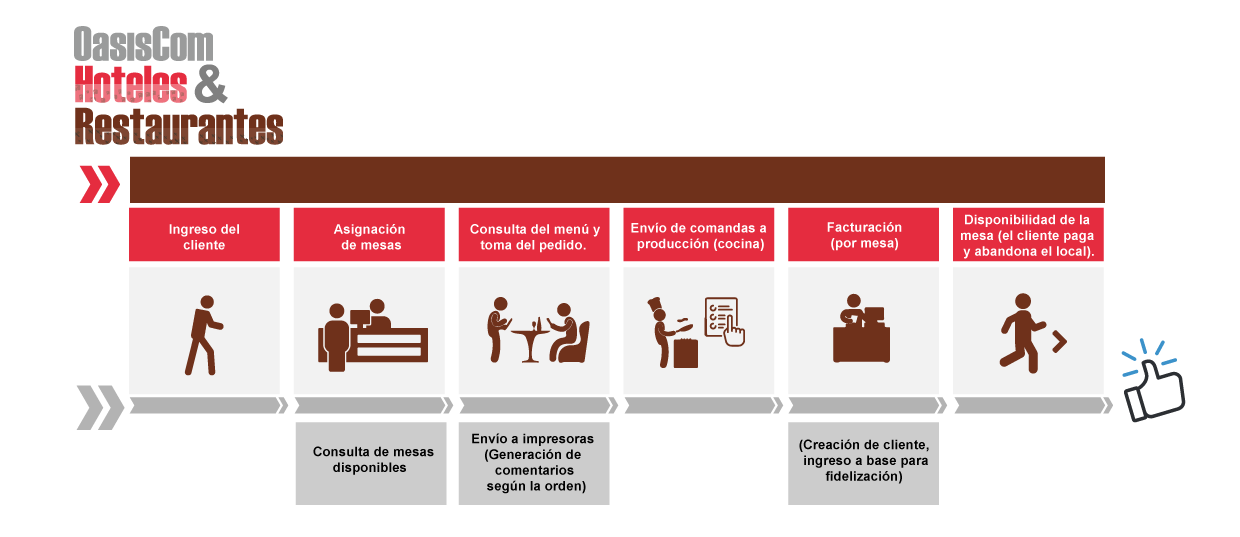 OasisCom
Hoteles &
Restaurantes
Ingreso del
cliente
Asignación
de mesas
Consulta del menú y
toma del pedido.
Envío de comandas a
producción (cocina)
Facturación
(por mesa)
Disponibilidad de la
mesa (el cliente paga
y abandona el local).
Consulta de mesas
disponibles
Envío a impresoras
(Generación de
comentarios
según la orden)
(Creación de cliente,
ingreso a base para
fidelización)